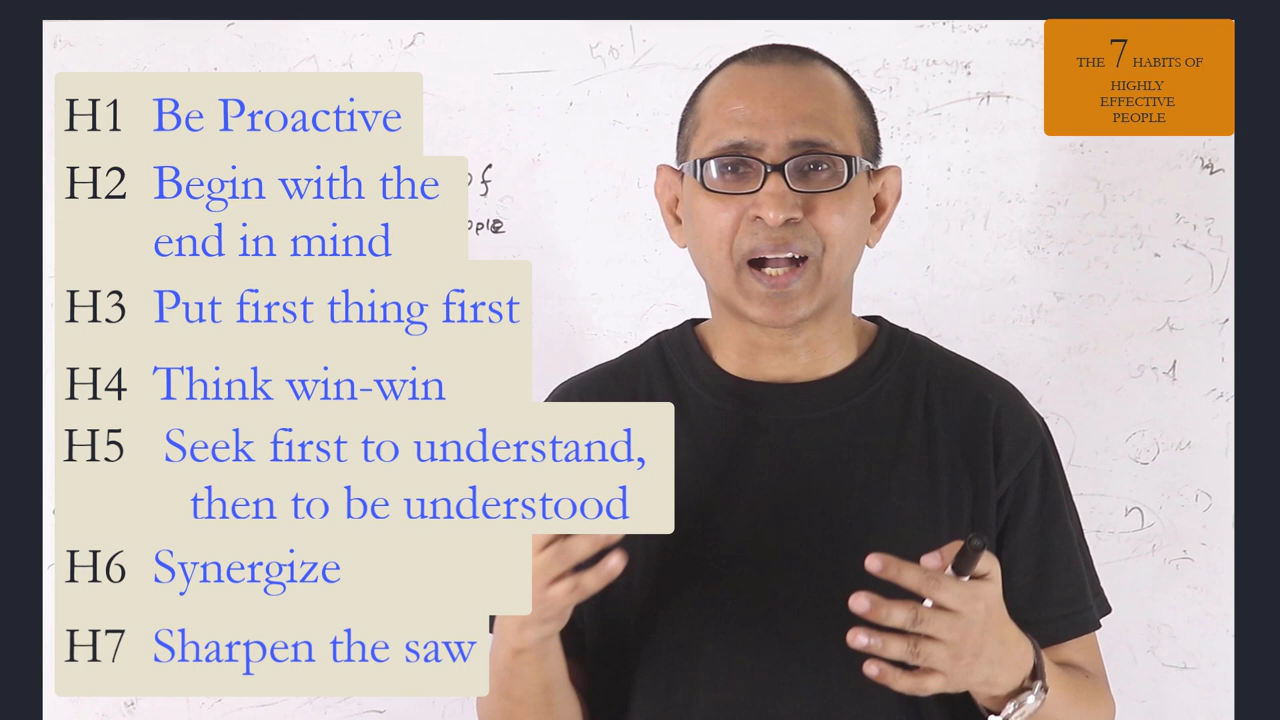 H1 Be Proactive
H2 Begin with the
end in mind
H3 Put first thing first
H4 Think win-win
H5 Seek first to understand,
then to be understood
H6 Synergize
H7 Sharpen the saw
THE 7 HABITS OF
HIGHLY
EFFECTIVE
PEOPLE
of
ople